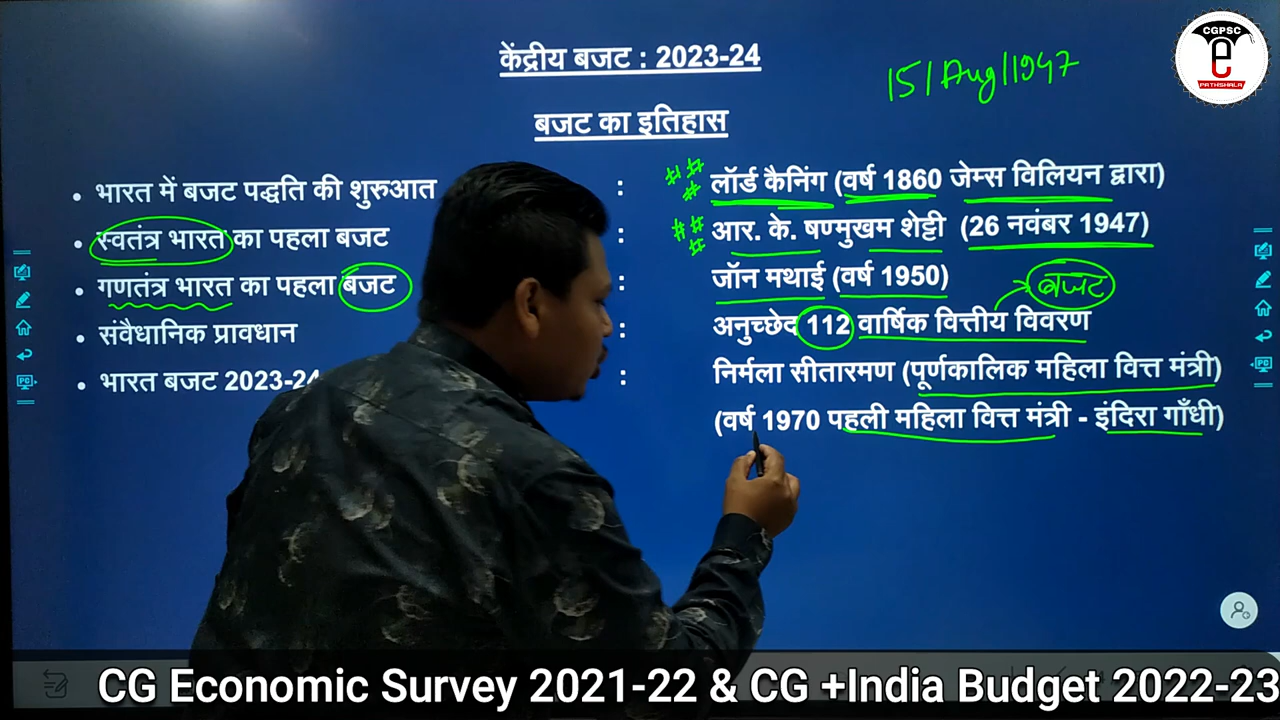 केंद्रीय बजट : 2023-24
15/Aug/1947
CGPSC
e
PATHSHALA
बजट का इतिहास
• भारत में बजट पद्धति की शुरुआत : लॉर्ड कैनिंग (वर्ष 1860 जेम्स विलियन द्वारा)
• स्वतंत्र भारत का पहला बजट : आर. के. षण्मुखम शेट्टी (26 नवंबर 1947)
• गणतंत्र भारत का पहला बजट : जॉन मथाई (वर्ष 1950)
बजट
• संवैधानिक प्रावधान : अनुच्छेद 112 वार्षिक वित्तीय विवरण
• भारत बजट 2023-24 : निर्मला सीतारमण (पूर्णकालिक महिला वित्त मंत्री)
(वर्ष 1970 पहली महिला वित्त मंत्री - इंदिरा गाँधी)
CG Economic Survey 2021-22 & CG +India Budget 2022-23